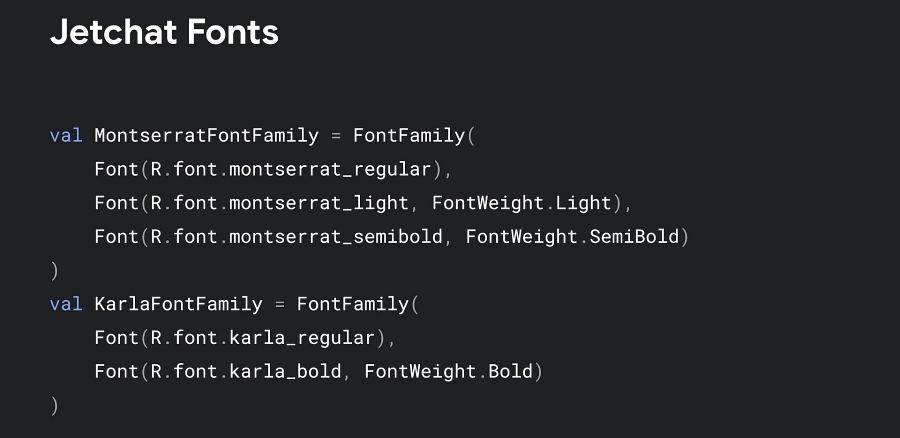 Jetchat Fonts
val MontserratFontFamily = FontFamily(
    Font(R.font.montserrat_regular),
    Font(R.font.montserrat_light, FontWeight.Light),
    Font(R.font.montserrat_semibold, FontWeight.SemiBold)
)
val KarlaFontFamily = FontFamily(
    Font(R.font.karla_regular),
    Font(R.font.karla_bold, FontWeight.Bold)
)